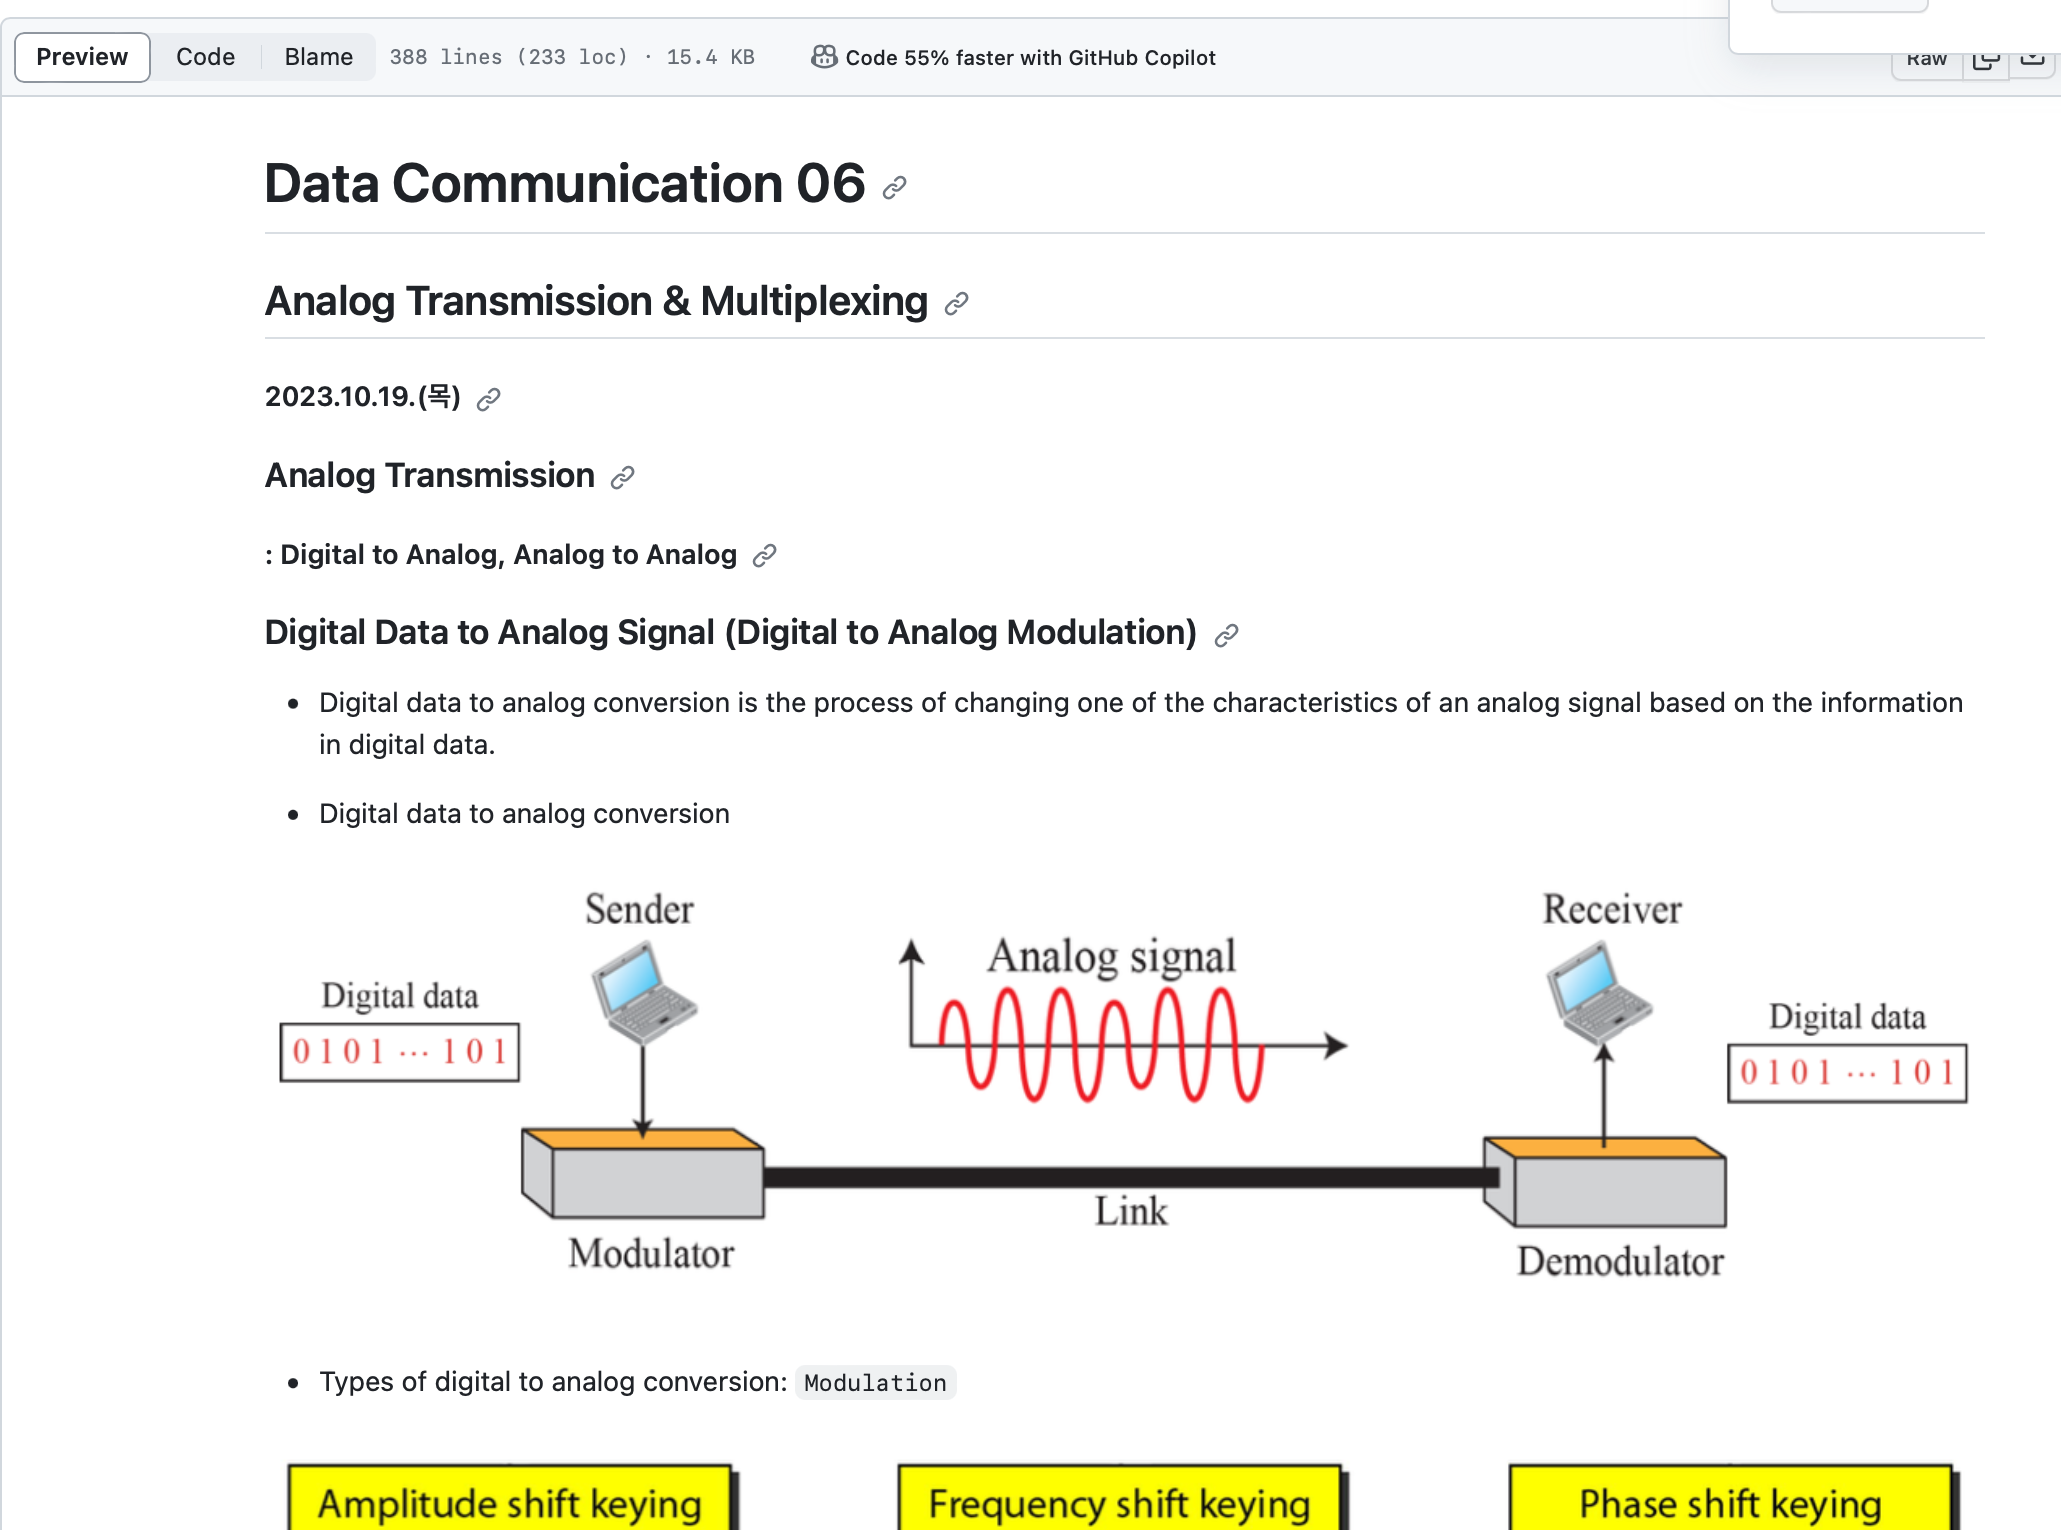 Preview Code Blame 388 lines (233 loc) · 15.4 KB Code 55% faster with GitHub Copilot Raw
Data Communication 06
Analog Transmission & Multiplexing
2023.10.19.(목)
Analog Transmission
: Digital to Analog, Analog to Analog
Digital Data to Analog Signal (Digital to Analog Modulation)
Digital data to analog conversion is the process of changing one of the characteristics of an analog signal based on the information
in digital data.
Digital data to analog conversion
Sender
Receiver
Analog signal
Digital data
Digital data
0 1 0 1 ··· 1 0 1
0 1 0 1 ··· 1 0 1
Link
Modulator
Demodulator
Types of digital to analog conversion: Modulation
Amplitude shift keying
Frequency shift keying
Phase shift keying